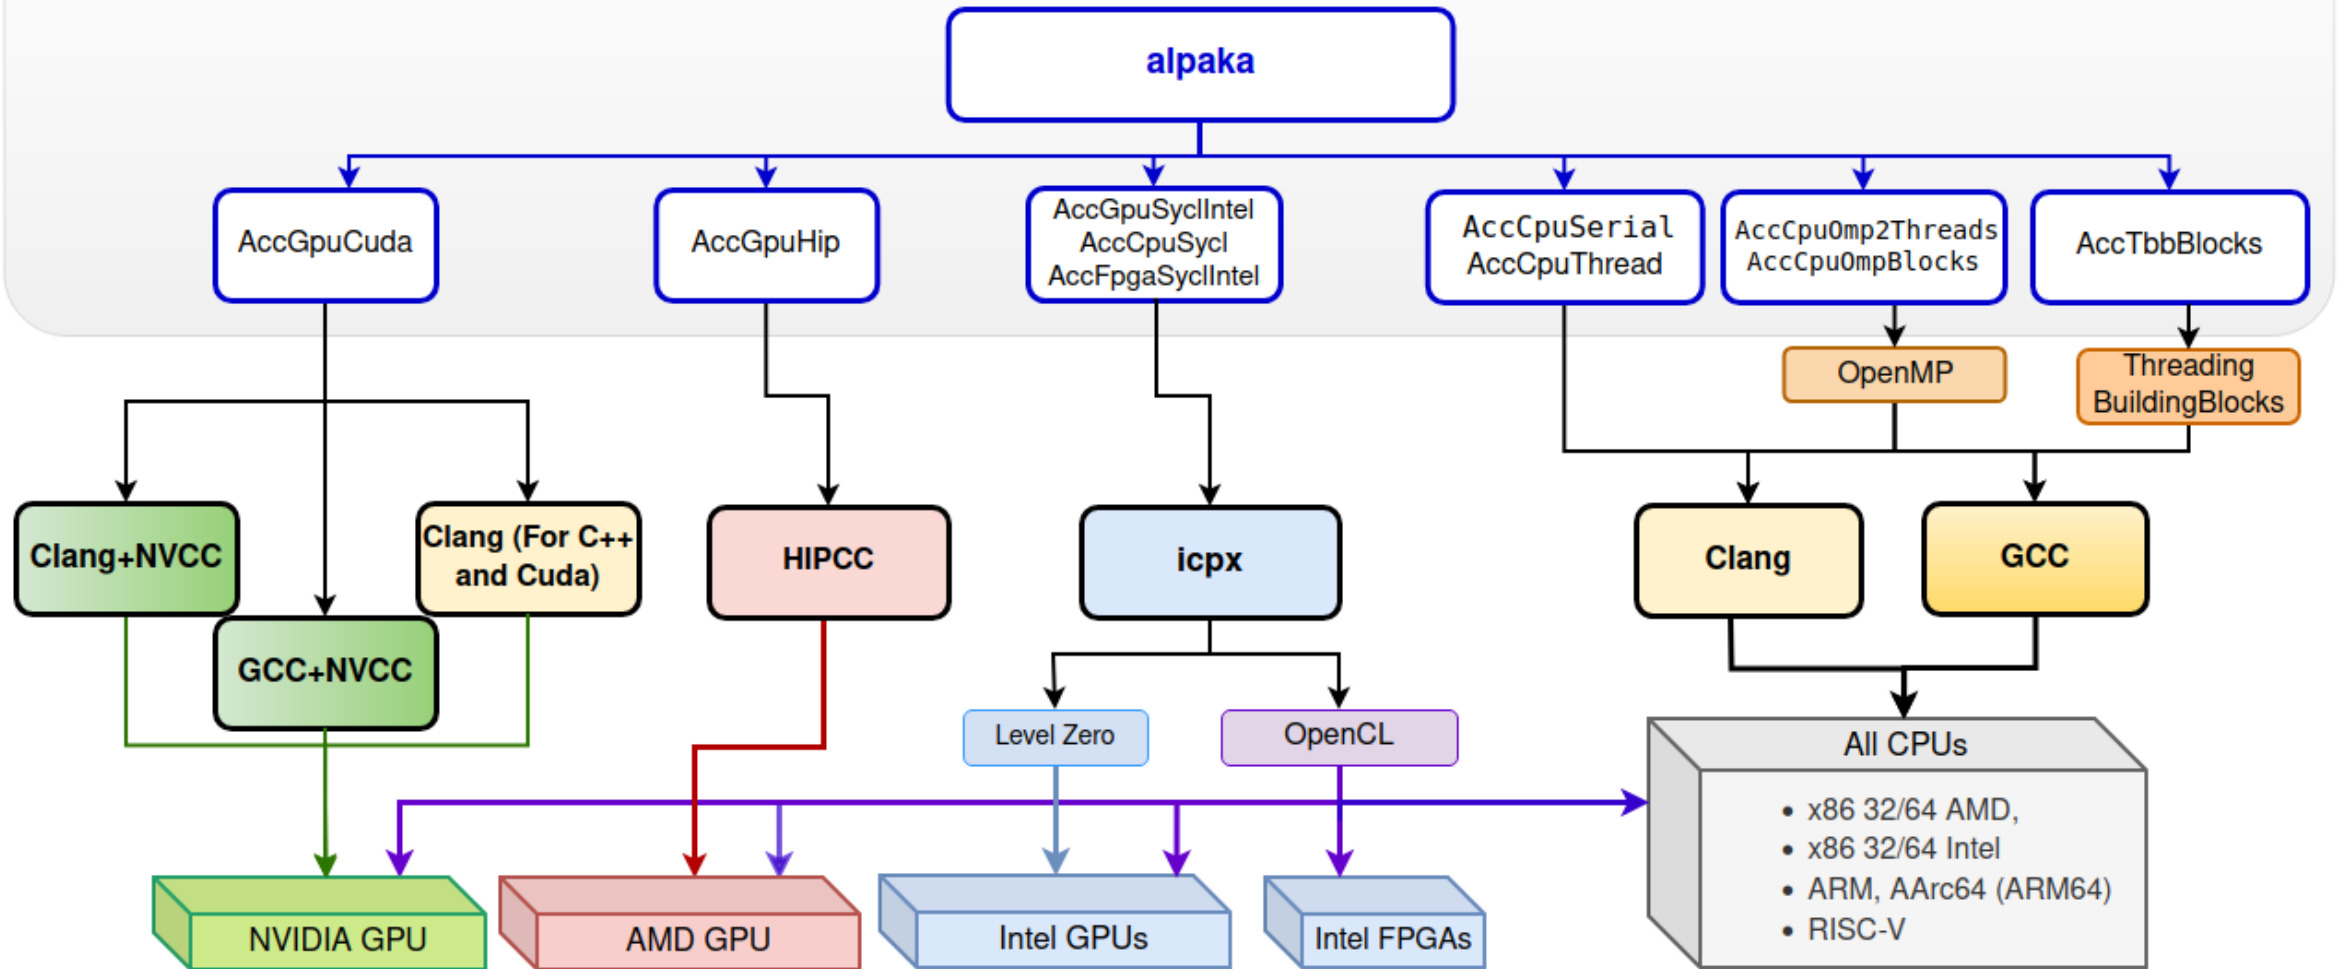 alpaka
AccGpuCuda
AccGpuHip
AccGpuSyclIntel
AccCpuSycl
AccFpgaSyclIntel
AccCpuSerial
AccCpuThread
AccCpuOmp2Threads
AccCpuOmpBlocks
AccTbbBlocks
OpenMP
Threading
BuildingBlocks
Clang+NVCC
GCC+NVCC
Clang (For C++
and Cuda)
HIPCC
icpx
Clang
GCC
Level Zero
OpenCL
All CPUs
• x86 32/64 AMD,
• x86 32/64 Intel
• ARM, AArc64 (ARM64)
• RISC-V
NVIDIA GPU
AMD GPU
Intel GPUs
Intel FPGAs